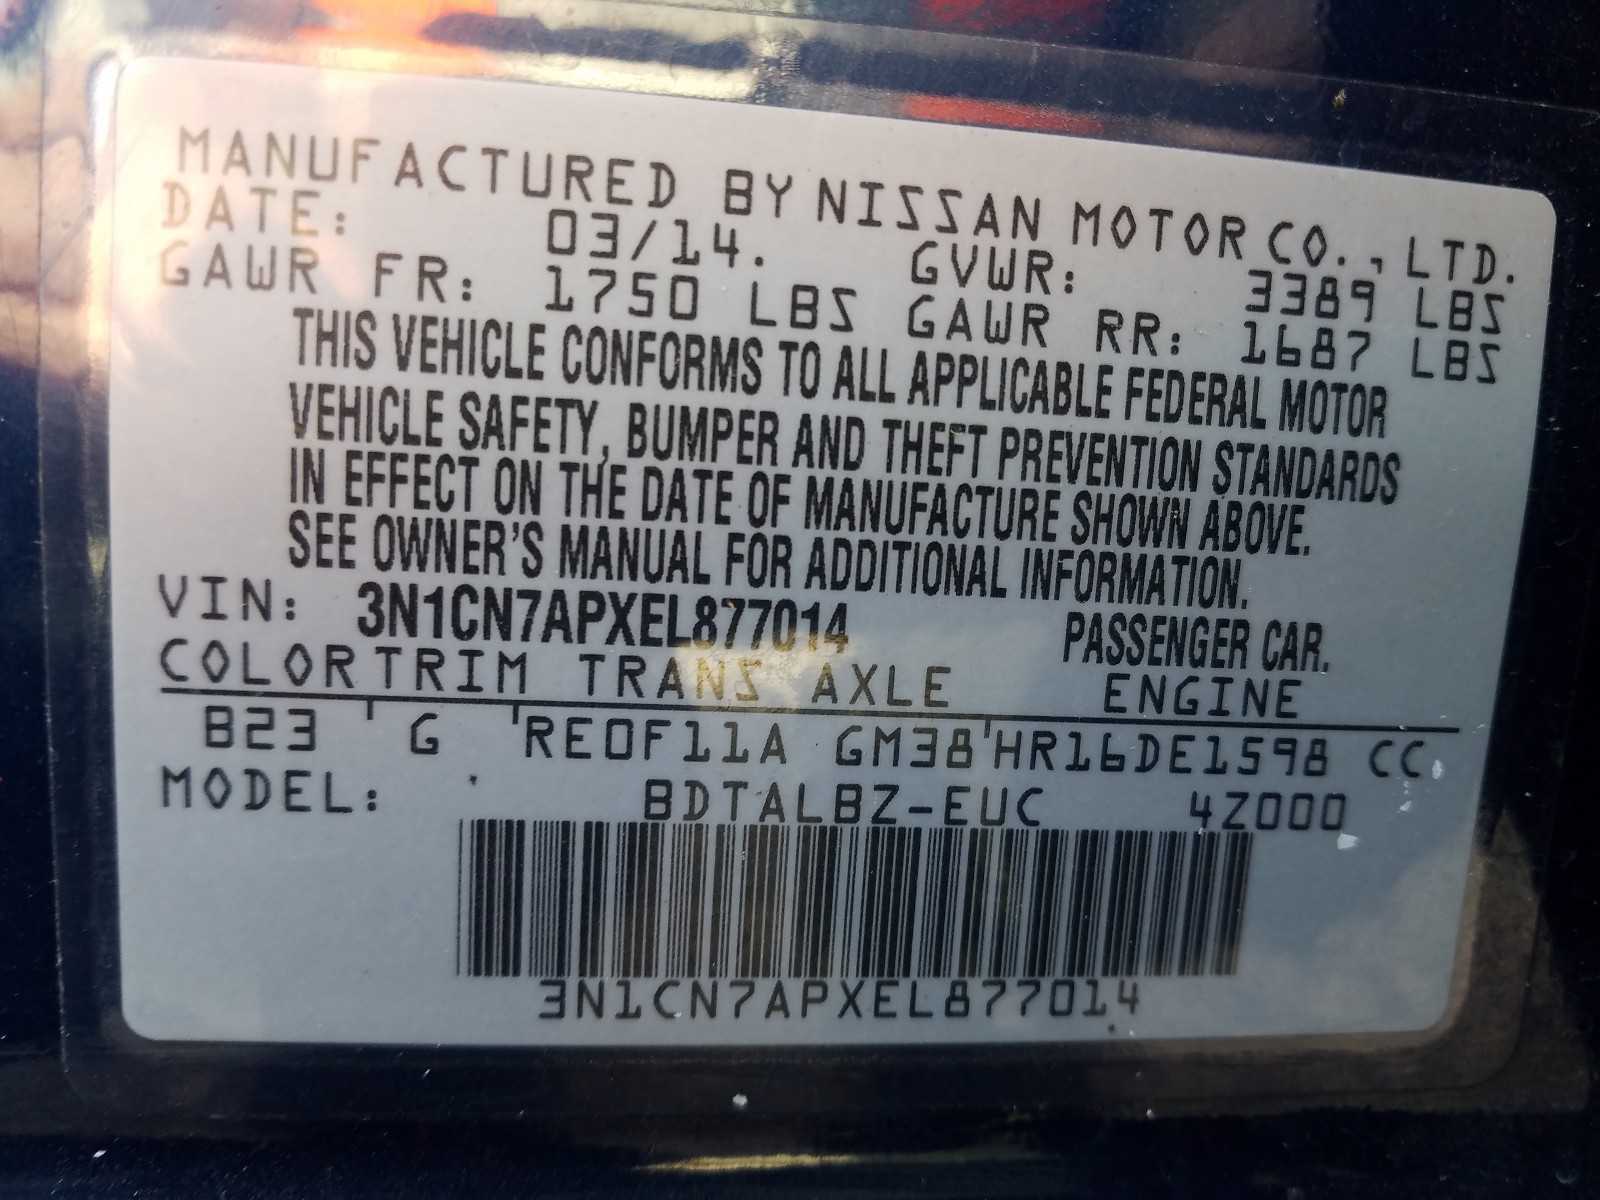 MANUFACTURED BY NISSAN MOTOR CO., LTD.
DATE: 03/14. GVWR: 3389 LBS
GAWR FR: 1750 LBS GAWR RR: 1687 LBS
THIS VEHICLE CONFORMS TO ALL APPLICABLE FEDERAL MOTOR
VEHICLE SAFETY, BUMPER AND THEFT PREVENTION STANDARDS
IN EFFECT ON THE DATE OF MANUFACTURE SHOWN ABOVE.
SEE OWNER'S MANUAL FOR ADDITIONAL INFORMATION.
VIN: 3N1CN7APXEL877014 PASSENGER CAR.
COLOR TRIM TRANS AXLE ENGINE
B23 G RE0F11A GM38 HR16DE1598 CC
MODEL: BDTALBZ-EUC 4Z000
3N1CN7APXEL877014